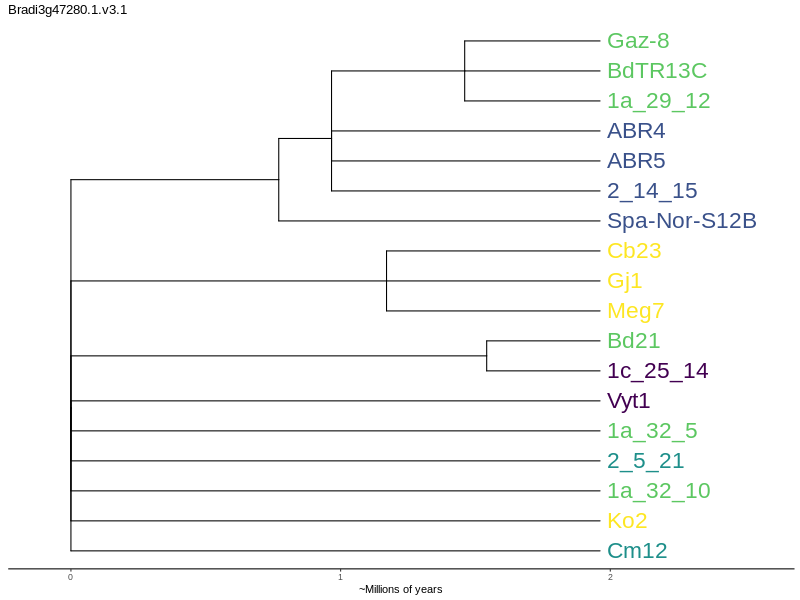 Bradi3g47280.1.v3.1
Gaz-8
BdTR13C
1a_29_12
ABR4
ABR5
2_14_15
Spa-Nor-S12B
Cb23
Gj1
Meg7
Bd21
1c_25_14
Vyt1
1a_32_5
2_5_21
1a_32_10
Ko2
Cm12
0 1 2
~Millions of years